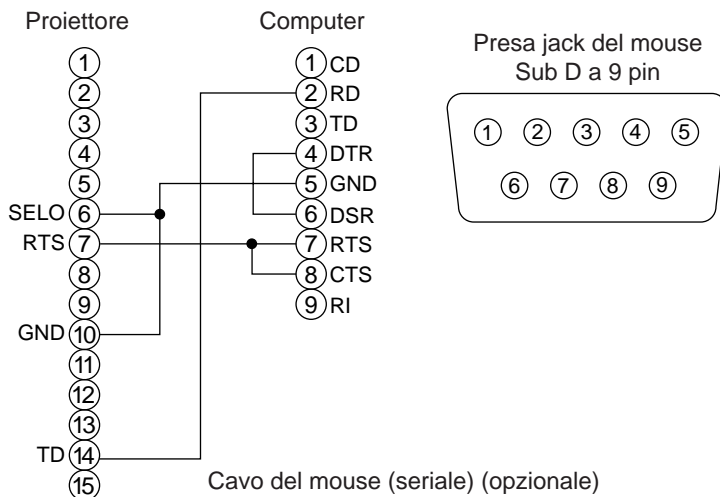 Proiettore
Computer
1
2
3
4
5
SELO 6
RTS 7
8
9
GND 10
11
12
13
TD 14
15
1 CD
2 RD
3 TD
4 DTR
5 GND
6 DSR
7 RTS
8 CTS
9 RI
Presa jack del mouse
Sub D a 9 pin
1 2 3 4 5
6 7 8 9
Cavo del mouse (seriale) (opzionale)